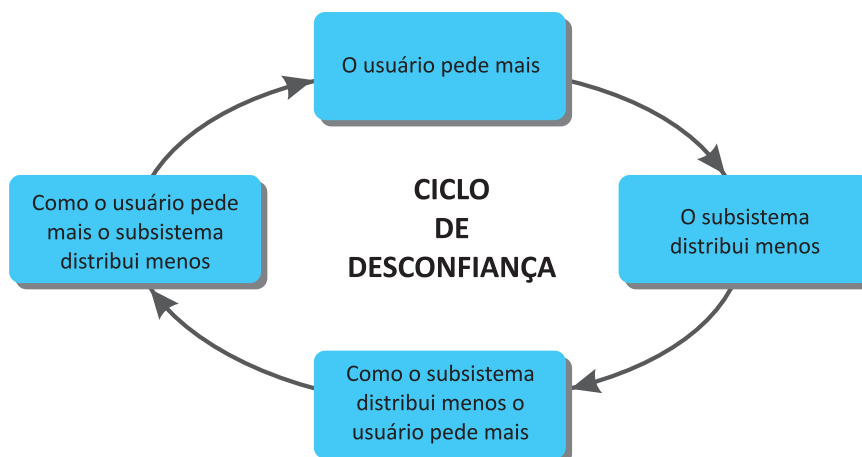 O usuário pede mais
O subsistema
distribui menos
Como o subsistema
distribui menos o
usuário pede mais
Como o usuário pede
mais o subsistema
distribui menos
CICLO
DE
DESCONFIANÇA